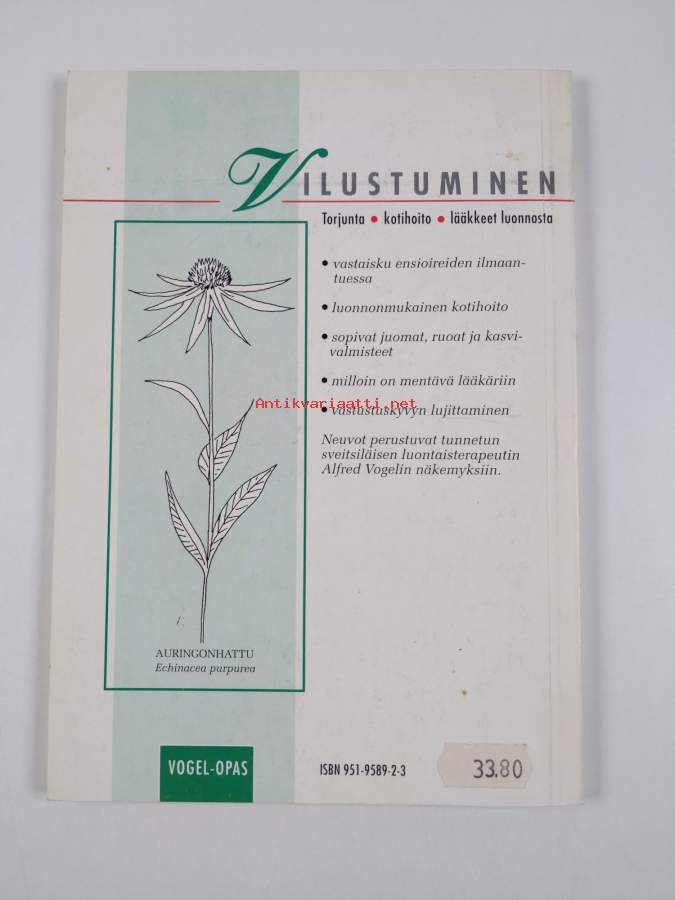 VILUSTUMINEN
Torjunta • kotihoito • lääkkeet luonnosta
• vastaisku ensioireiden ilmaan-
tuessa
• luonnonmukainen kotihoito
• sopivat juomat, ruoat ja kasvi-
valmisteet
• milloin on mentävä lääkäriin
Antikvariaatti.net
• vastustuskyvyn lujittaminen
Neuvot perustuvat tunnetun
sveitsiläisen luontaisterapeutin
Alfred Vogelin näkemyksiin.
AURINGONHATTU
Echinacea purpurea
VOGEL-OPAS
ISBN 951-9589-2-3
33.80